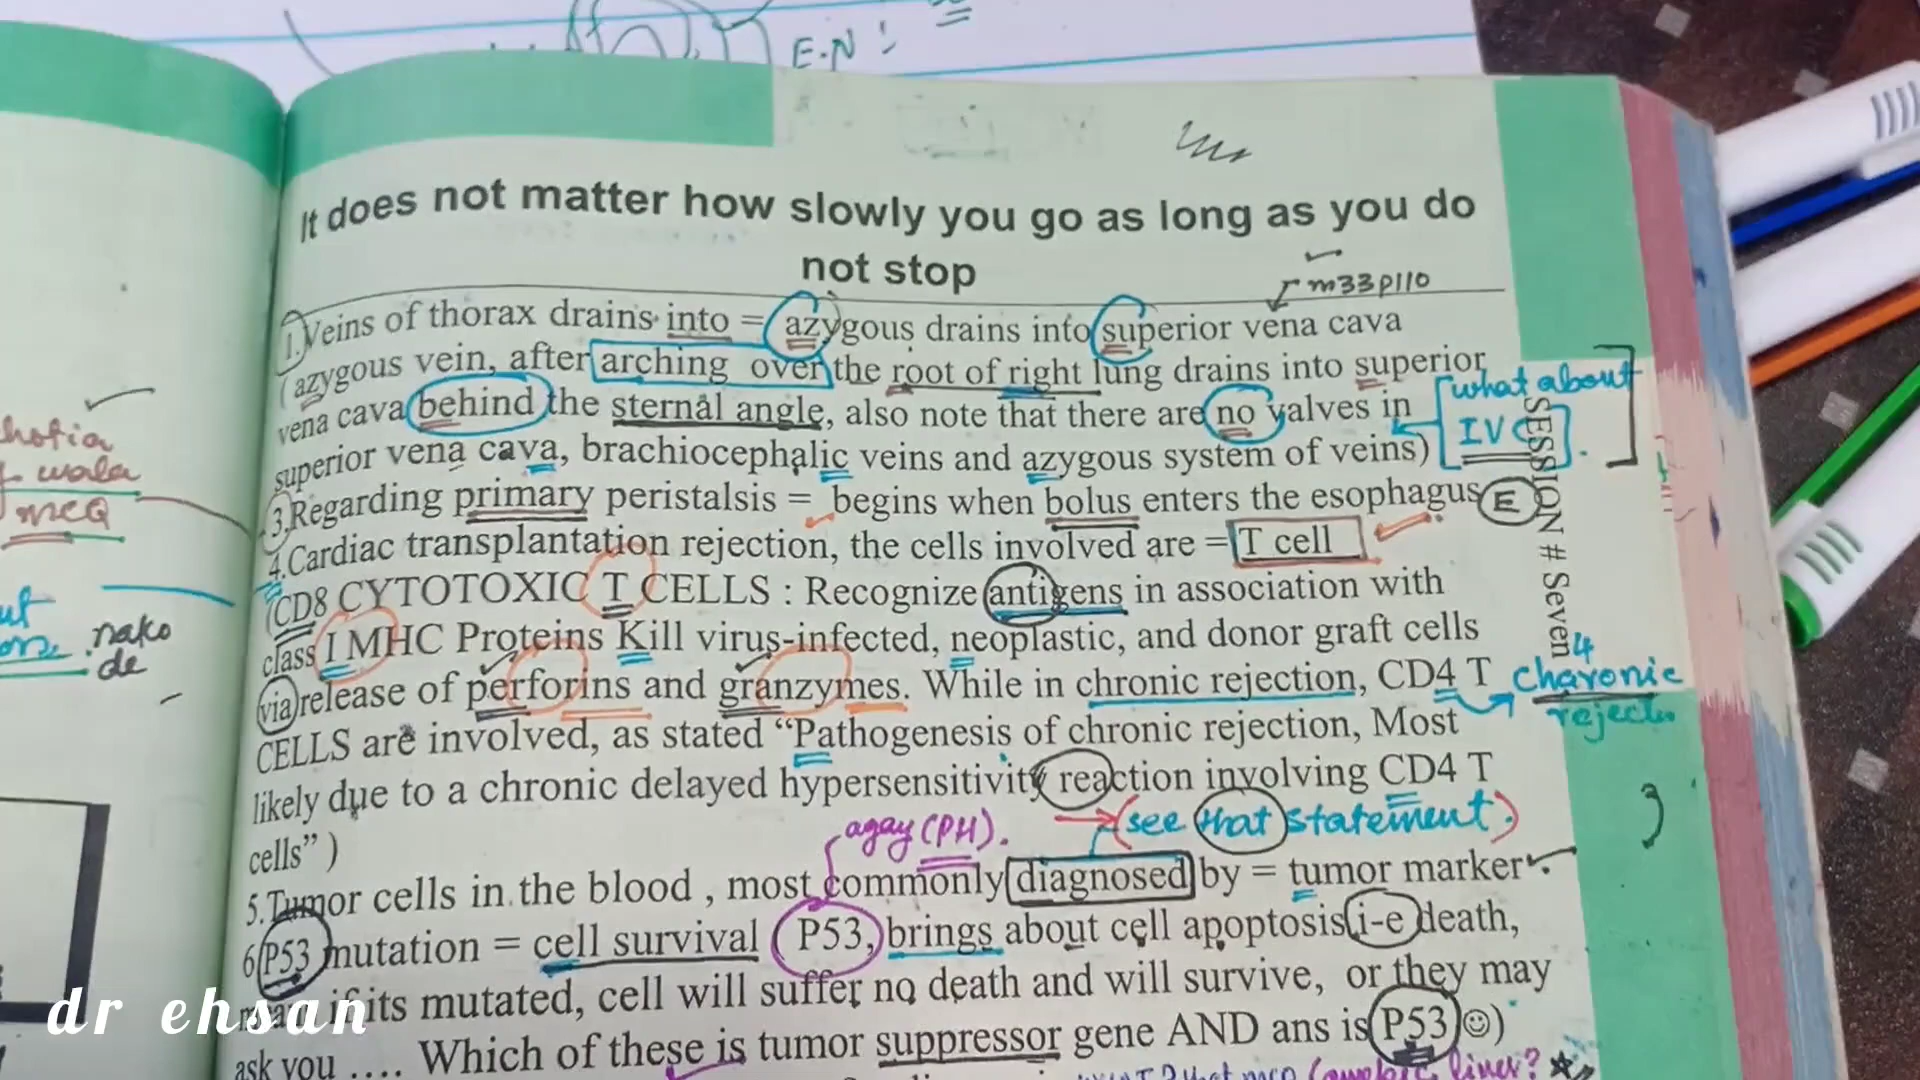 E.N :
It does not matter how slowly you go as long as you do
not stop
m33p110
1.Veins of thorax drains into = azygous drains into superior vena cava
(azygous vein, after arching over the root of right lung drains into superior
vena cava behind the sternal angle, also note that there are no valves in
superior vena cava, brachiocephalic veins and azygous system of veins)
what about
IVC
3.Regarding primary peristalsis = begins when bolus enters the esophagus E
4.Cardiac transplantation rejection, the cells involved are = T cell
(CD8 CYTOTOXIC T CELLS : Recognize antigens in association with
class I MHC Proteins Kill virus-infected, neoplastic, and donor graft cells
via release of perforins and granzymes. While in chronic rejection, CD4 T
CELLS are involved, as stated “Pathogenesis of chronic rejection, Most
likely due to a chronic delayed hypersensitivity reaction involving CD4 T
cells” )
4
charonic
agay (PH).
(see that statement.)
5.Tumor cells in the blood , most commonly diagnosed by = tumor marker
6 P53 mutation = cell survival ( P53, brings about cell apoptosis i-e death,
if its mutated, cell will suffer no death and will survive, or they may
ask you .... Which of these is tumor suppressor gene AND ans is P53 ☺)
SESSION # Seven
wala
mcQ
nako
de
dr ehsan